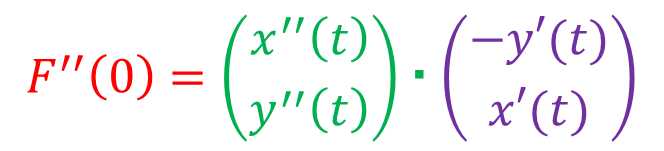 F′′(0) = (x′′(t) y′′(t)) · (−y′(t) x′(t))